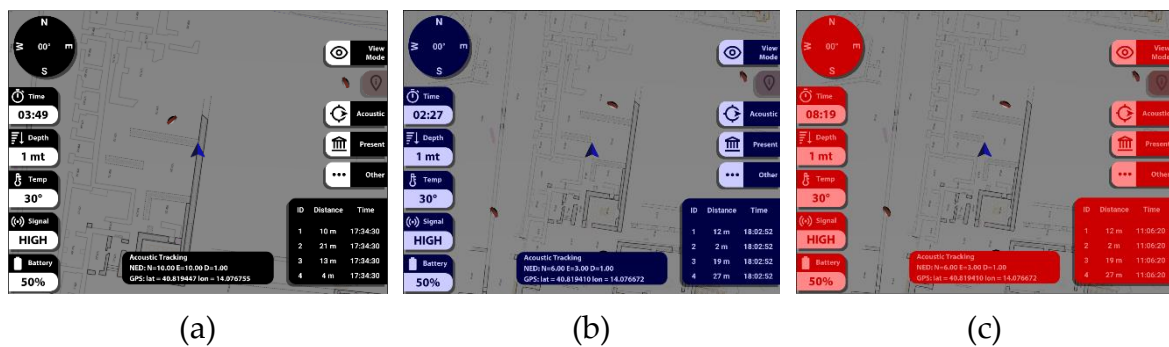 N
W 00° E
S
Time
03:49
Depth
1 mt
Temp
30°
Signal
HIGH
Battery
50%
View
Mode
Acoustic
Present
Other
ID Distance Time
1 10 m 17:34:30
2 21 m 17:34:30
3 13 m 17:34:30
4 4 m 17:34:30
Acoustic Tracking
NED: N=10.00 E=10.00 D=1.00
GPS: lat = 40.819447 lon = 14.076755
(a)
N
W 00° E
S
Time
02:27
Depth
1 mt
Temp
30°
Signal
HIGH
Battery
50%
View
Mode
Acoustic
Present
Other
ID Distance Time
1 12 m 18:02:52
2 2 m 18:02:52
3 19 m 18:02:52
4 27 m 18:02:52
Acoustic Tracking
NED: N=6.00 E=3.00 D=1.00
GPS: lat = 40.819410 lon = 14.076672
(b)
N
W 00° E
S
Time
08:19
Depth
1 mt
Temp
30°
Signal
HIGH
Battery
50%
View
Mode
Acoustic
Present
Other
ID Distance Time
1 12 m 11:06:20
2 2 m 11:06:20
3 19 m 11:06:20
4 27 m 11:06:20
Acoustic Tracking
NED: N=6.00 E=3.00 D=1.00
GPS: lat = 40.819410 lon = 14.076672
(c)